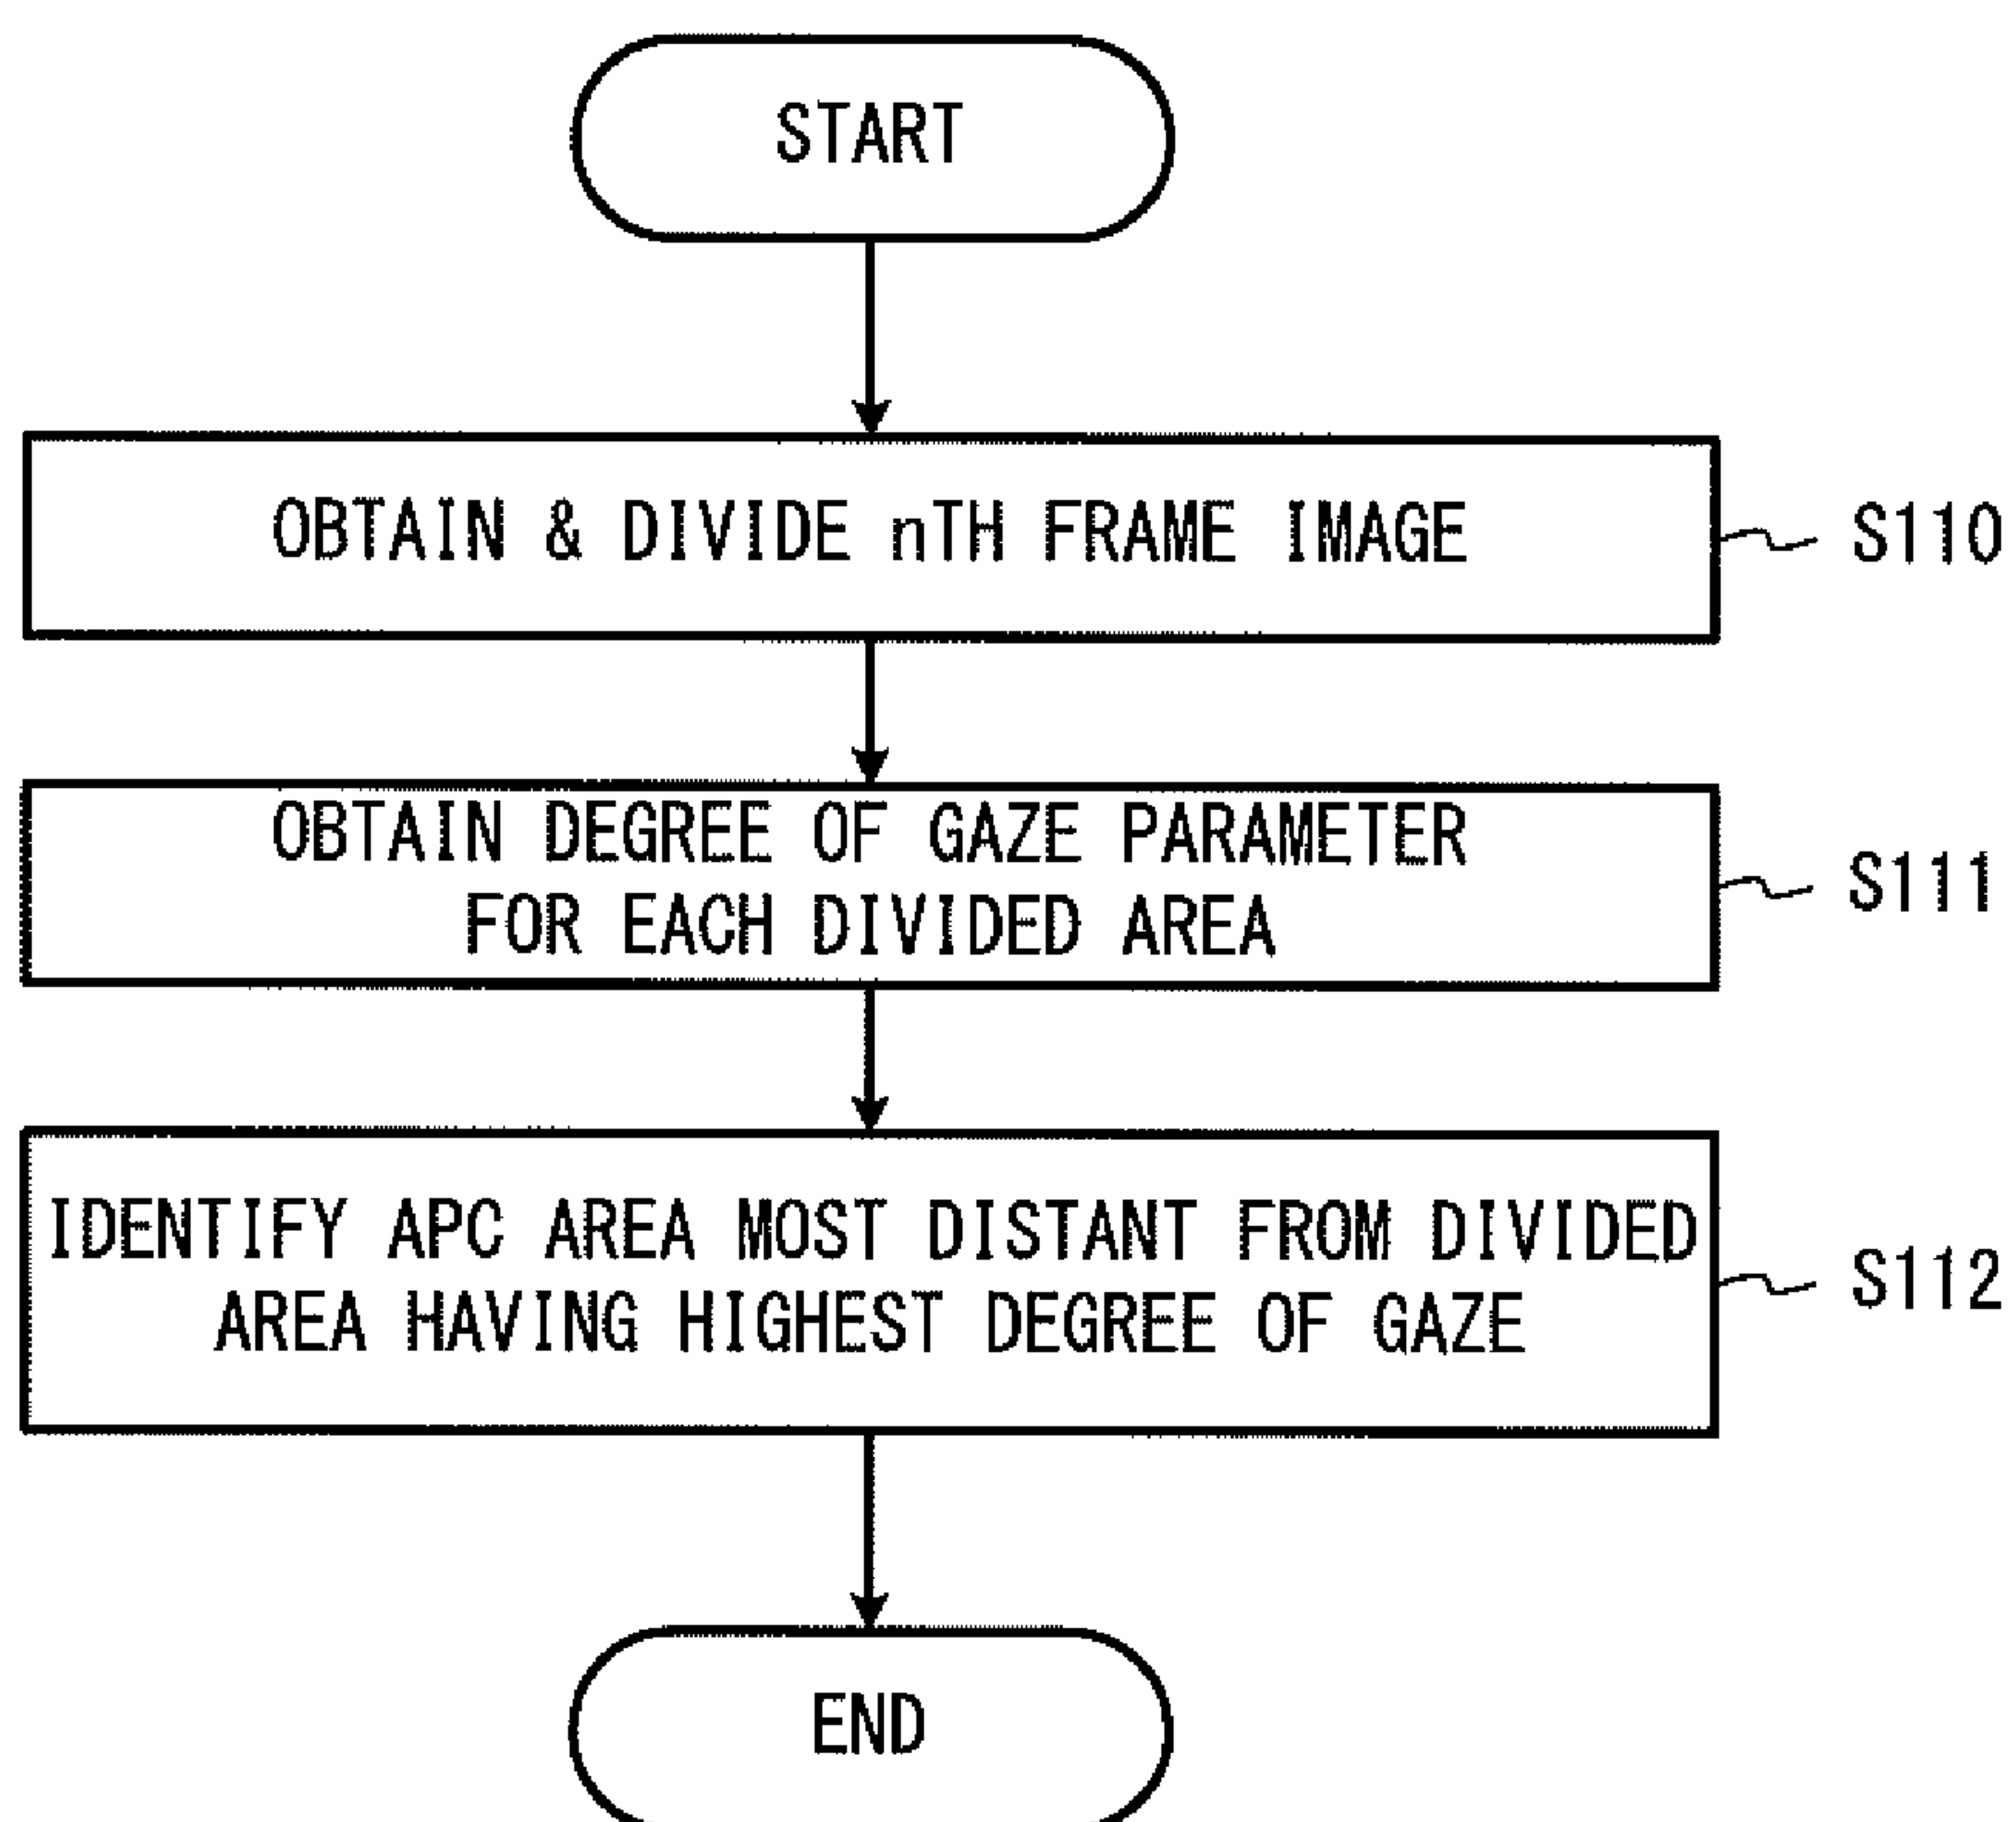 START
OBTAIN & DIVIDE nTH FRAME IMAGE
S110
OBTAIN DEGREE OF GAZE PARAMETER
FOR EACH DIVIDED AREA
S111
IDENTIFY APC AREA MOST DISTANT FROM DIVIDED
AREA HAVING HIGHEST DEGREE OF GAZE
S112
END